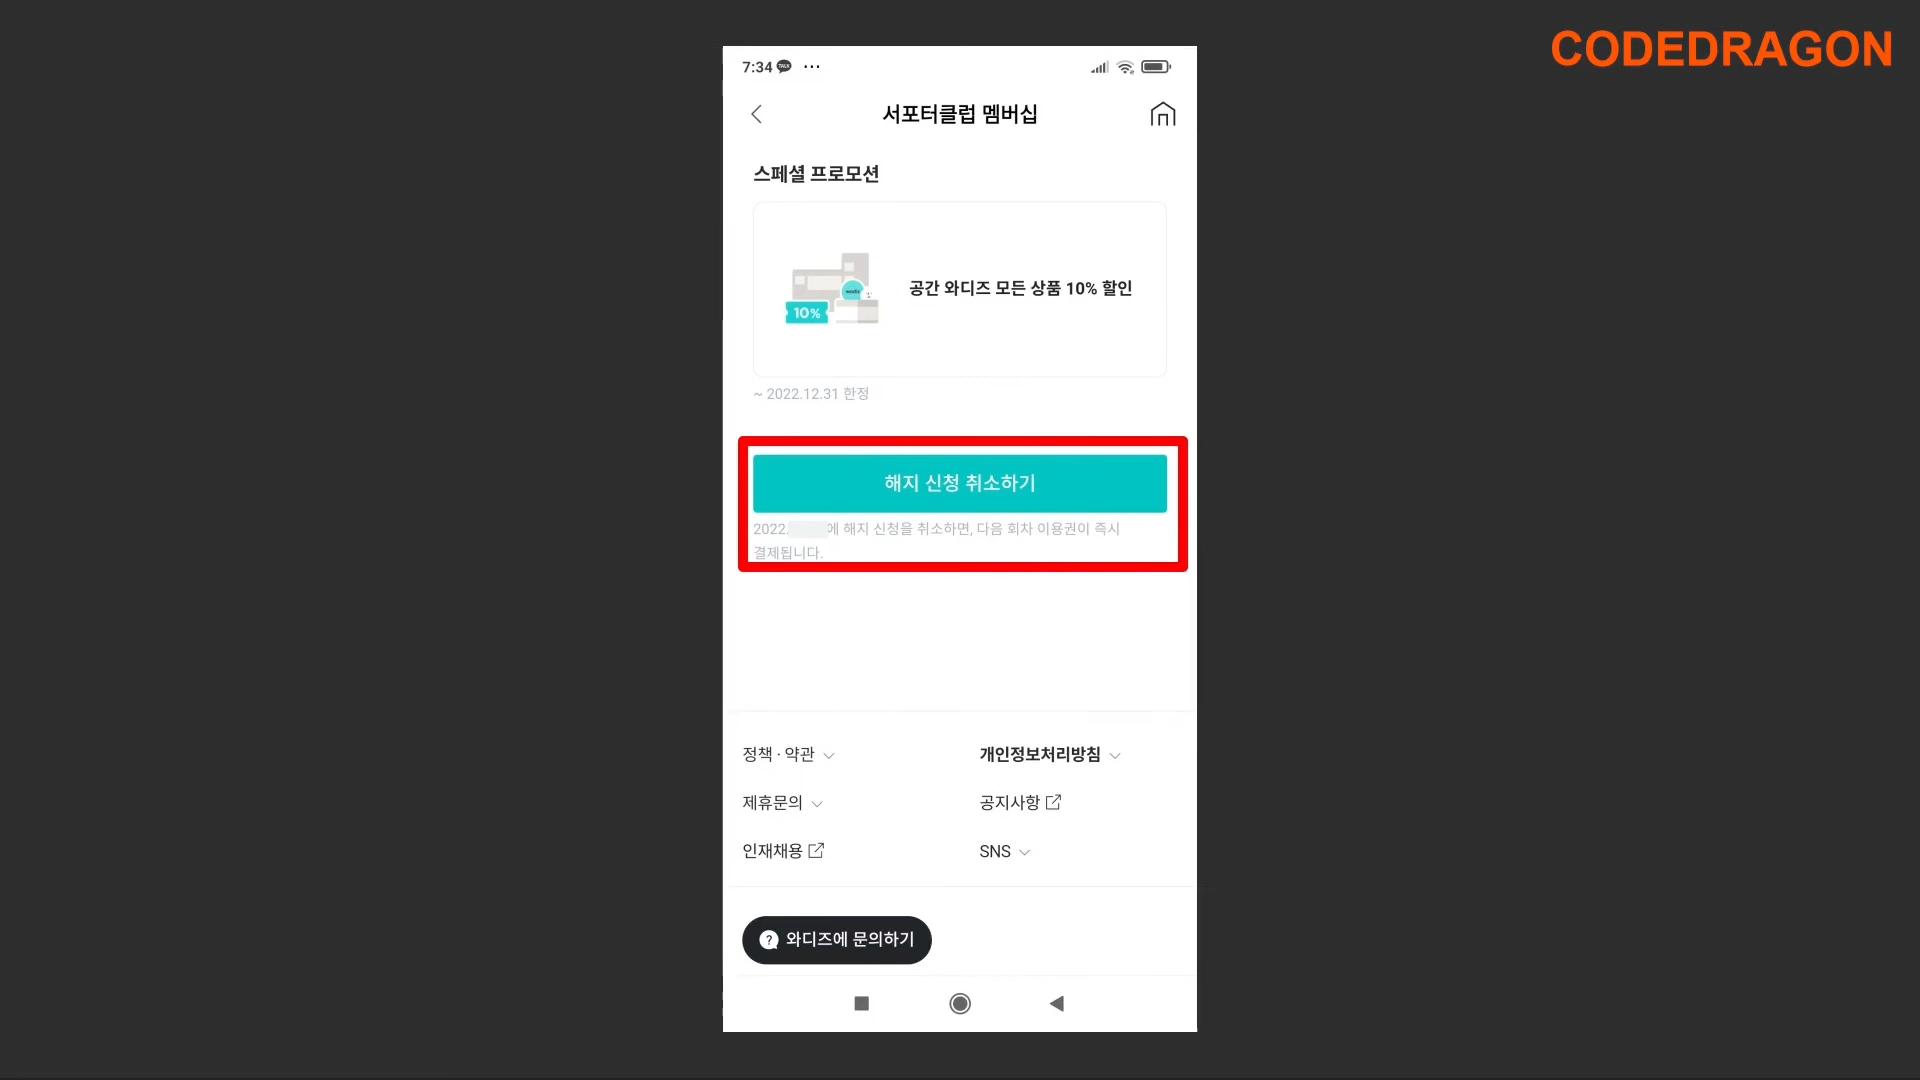 CODEDRAGON
7:34 TALK ···
서포터클럽 멤버십
스페셜 프로모션
공간 와디즈 모든 상품 10% 할인
wadiz
10%
~ 2022.12.31 한정
해지 신청 취소하기
2022. 에 해지 신청을 취소하면, 다음 회차 이용권이 즉시
결제됩니다.
정책 · 약관 개인정보처리방침
제휴문의 공지사항
인재채용 SNS
? 와디즈에 문의하기